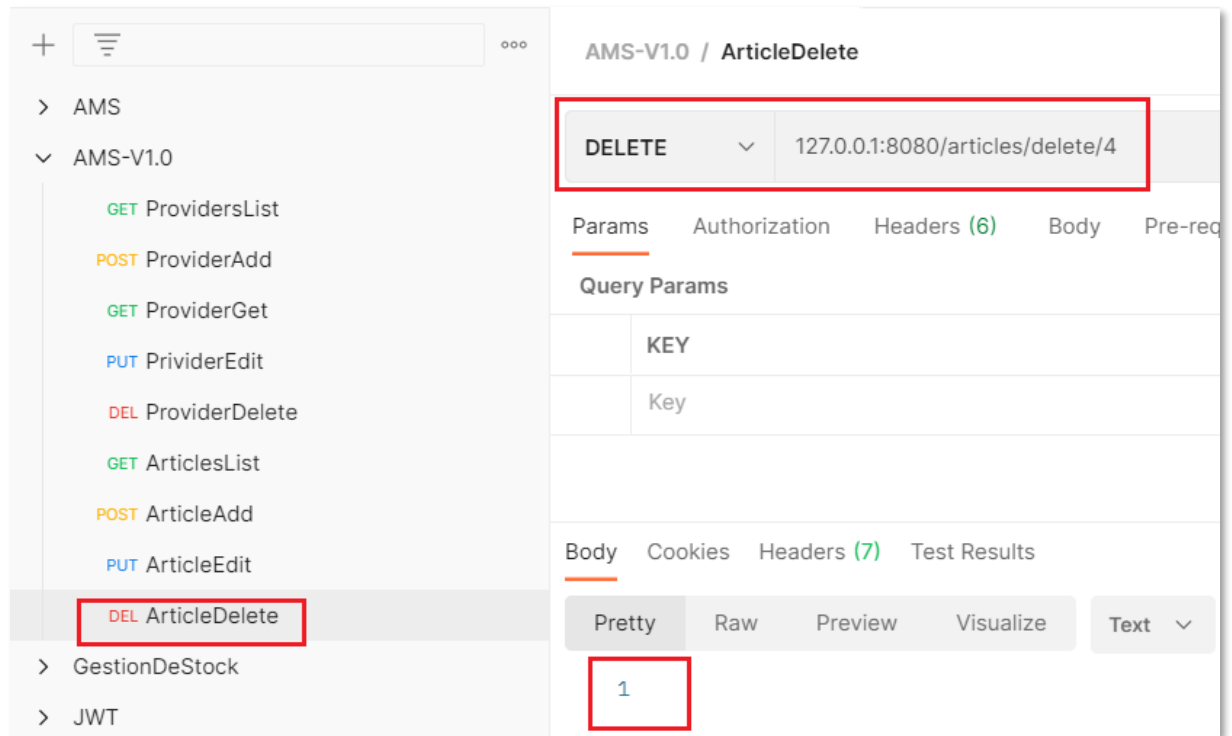 AMS
AMS-V1.0
GET ProvidersList
POST ProviderAdd
GET ProviderGet
PUT PrividerEdit
DEL ProviderDelete
GET ArticlesList
POST ArticleAdd
PUT ArticleEdit
DEL ArticleDelete
GestionDeStock
JWT
AMS-V1.0 / ArticleDelete
DELETE 127.0.0.1:8080/articles/delete/4
Params Authorization Headers (6) Body Pre-req
Query Params
KEY
Key
Body Cookies Headers (7) Test Results
Pretty Raw Preview Visualize Text
1